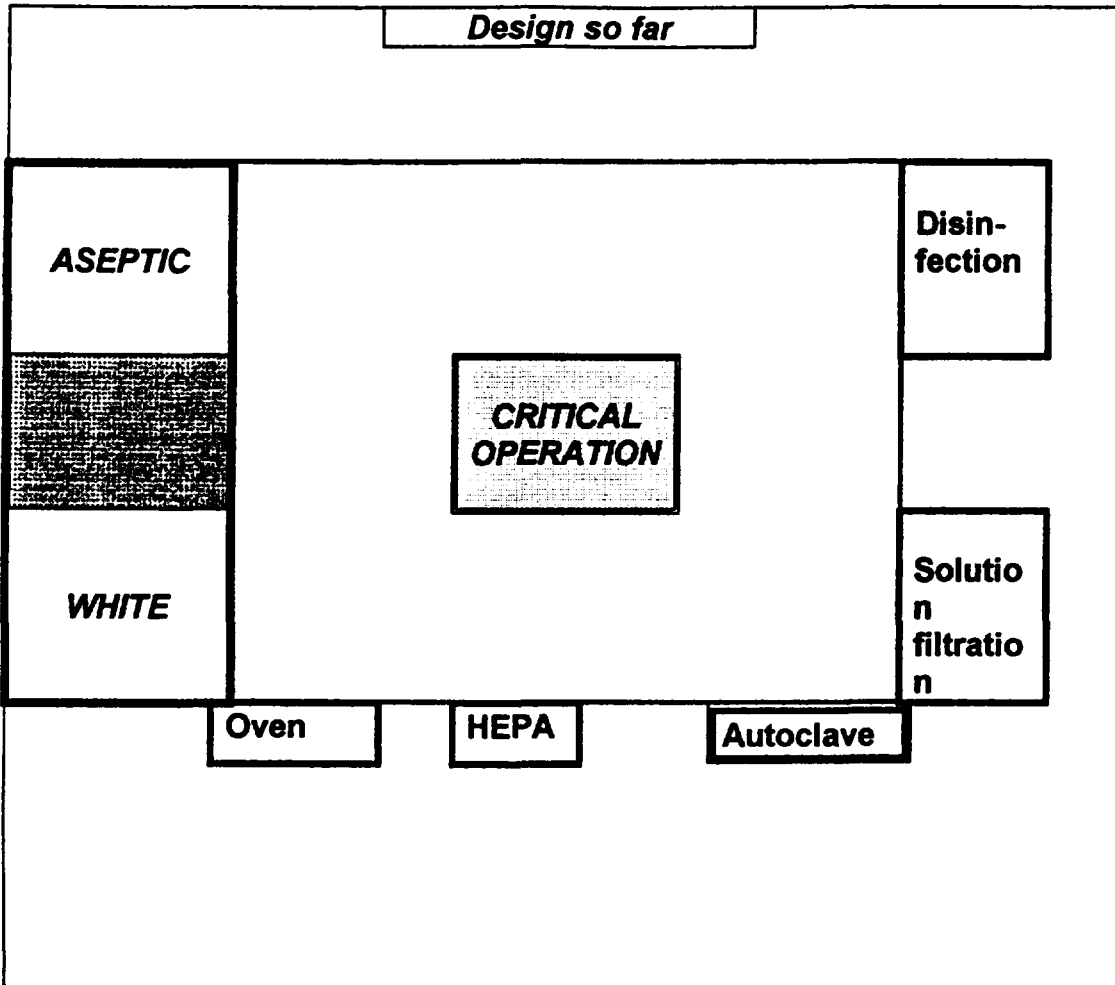 Design so far
ASEPTIC
Disin-
fection
CRITICAL
OPERATION
WHITE
Solutio
n
filtratio
n
Oven
HEPA
Autoclave